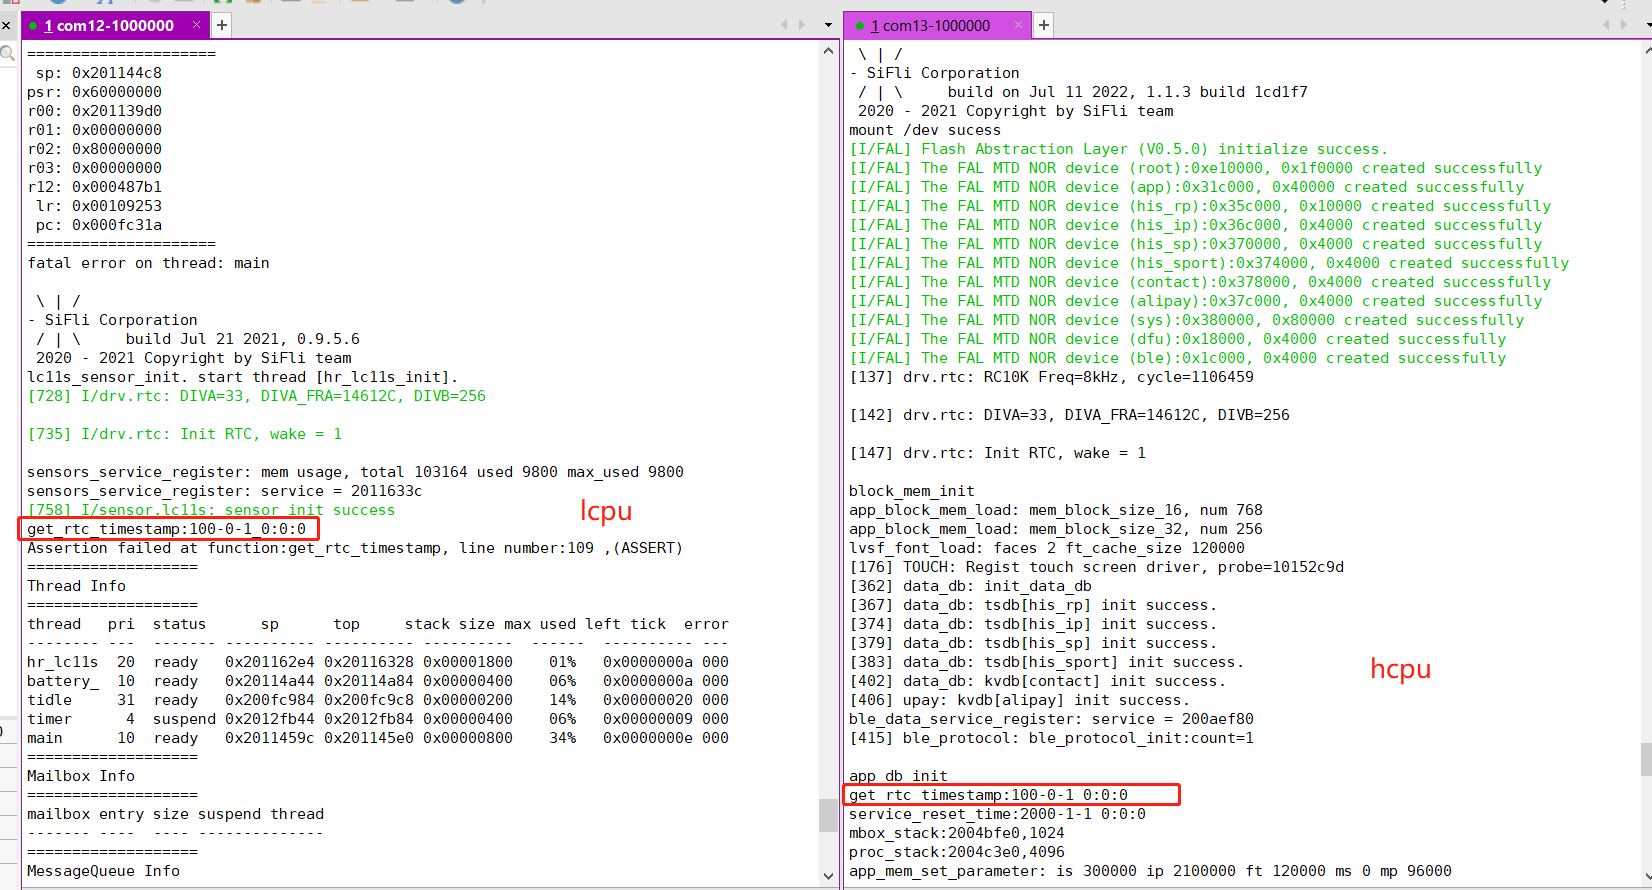 1 com12-1000000
=====================
 sp: 0x201144c8
psr: 0x60000000
r00: 0x201139d0
r01: 0x00000000
r02: 0x80000000
r03: 0x00000000
r12: 0x000487b1
 lr: 0x00109253
 pc: 0x000fc31a
=====================
fatal error on thread: main
 \ | /
- SiFli Corporation
 / | \     build Jul 21 2021, 0.9.5.6
 2020 - 2021 Copyright by SiFli team
lc11s_sensor_init. start thread [hr_lc11s_init].
[728] I/drv.rtc: DIVA=33, DIVA_FRA=14612C, DIVB=256
[735] I/drv.rtc: Init RTC, wake = 1
sensors_service_register: mem usage, total 103164 used 9800 max_used 9800
sensors_service_register: service = 2011633c
[758] I/sensor.lc11s: sensor init success
get_rtc_timestamp:100-0-1_0:0:0
Assertion failed at function:get_rtc_timestamp, line number:109 ,(ASSERT)
===================
Thread Info
===================
thread   pri  status      sp      top     stack size max used left tick  error
-------- ---  ------- ---------- ----------  ----------  ------  ---------- ---
hr_lc11s  20  ready   0x201162e4 0x20116328 0x00001800    01%   0x0000000a 000
battery_  10  ready   0x20114a44 0x20114a84 0x00000400    06%   0x0000000a 000
tidle     31  ready   0x200fc984 0x200fc9c8 0x00000200    14%   0x00000020 000
timer      4  suspend 0x2012fb44 0x2012fb84 0x00000400    06%   0x00000009 000
main      10  ready   0x2011459c 0x201145e0 0x00000800    34%   0x0000000e 000
===================
Mailbox Info
===================
mailbox entry size suspend thread
------- ----  ---- --------------
===================
MessageQueue Info
lcpu
1 com13-1000000
 \ | /
- SiFli Corporation
 / | \     build on Jul 11 2022, 1.1.3 build 1cd1f7
 2020 - 2021 Copyright by SiFli team
mount /dev sucess
[I/FAL] Flash Abstraction Layer (V0.5.0) initialize success.
[I/FAL] The FAL MTD NOR device (root):0xe10000, 0x1f0000 created successfully
[I/FAL] The FAL MTD NOR device (app):0x31c000, 0x40000 created successfully
[I/FAL] The FAL MTD NOR device (his_rp):0x35c000, 0x10000 created successfully
[I/FAL] The FAL MTD NOR device (his_ip):0x36c000, 0x4000 created successfully
[I/FAL] The FAL MTD NOR device (his_sp):0x370000, 0x4000 created successfully
[I/FAL] The FAL MTD NOR device (his_sport):0x374000, 0x4000 created successfully
[I/FAL] The FAL MTD NOR device (contact):0x378000, 0x4000 created successfully
[I/FAL] The FAL MTD NOR device (alipay):0x37c000, 0x4000 created successfully
[I/FAL] The FAL MTD NOR device (sys):0x380000, 0x80000 created successfully
[I/FAL] The FAL MTD NOR device (dfu):0x18000, 0x4000 created successfully
[I/FAL] The FAL MTD NOR device (ble):0x1c000, 0x4000 created successfully
[137] drv.rtc: RC10K Freq=8kHz, cycle=1106459
[142] drv.rtc: DIVA=33, DIVA_FRA=14612C, DIVB=256
[147] drv.rtc: Init RTC, wake = 1
block_mem_init
app_block_mem_load: mem_block_size_16, num 768
app_block_mem_load: mem_block_size_32, num 256
lvsf_font_load: faces 2 ft_cache_size 120000
[176] TOUCH: Regist touch screen driver, probe=10152c9d
[362] data_db: init_data_db
[367] data_db: tsdb[his_rp] init success.
[374] data_db: tsdb[his_ip] init success.
[379] data_db: tsdb[his_sp] init success.
[383] data_db: tsdb[his_sport] init success.
[402] data_db: kvdb[contact] init success.
[406] upay: kvdb[alipay] init success.
ble_data_service_register: service = 200aef80
[415] ble_protocol: ble_protocol_init:count=1
app db init
get rtc timestamp:100-0-1 0:0:0
service_reset_time:2000-1-1 0:0:0
mbox_stack:2004bfe0,1024
proc_stack:2004c3e0,4096
app_mem_set_parameter: is 300000 ip 2100000 ft 120000 ms 0 mp 96000
hcpu